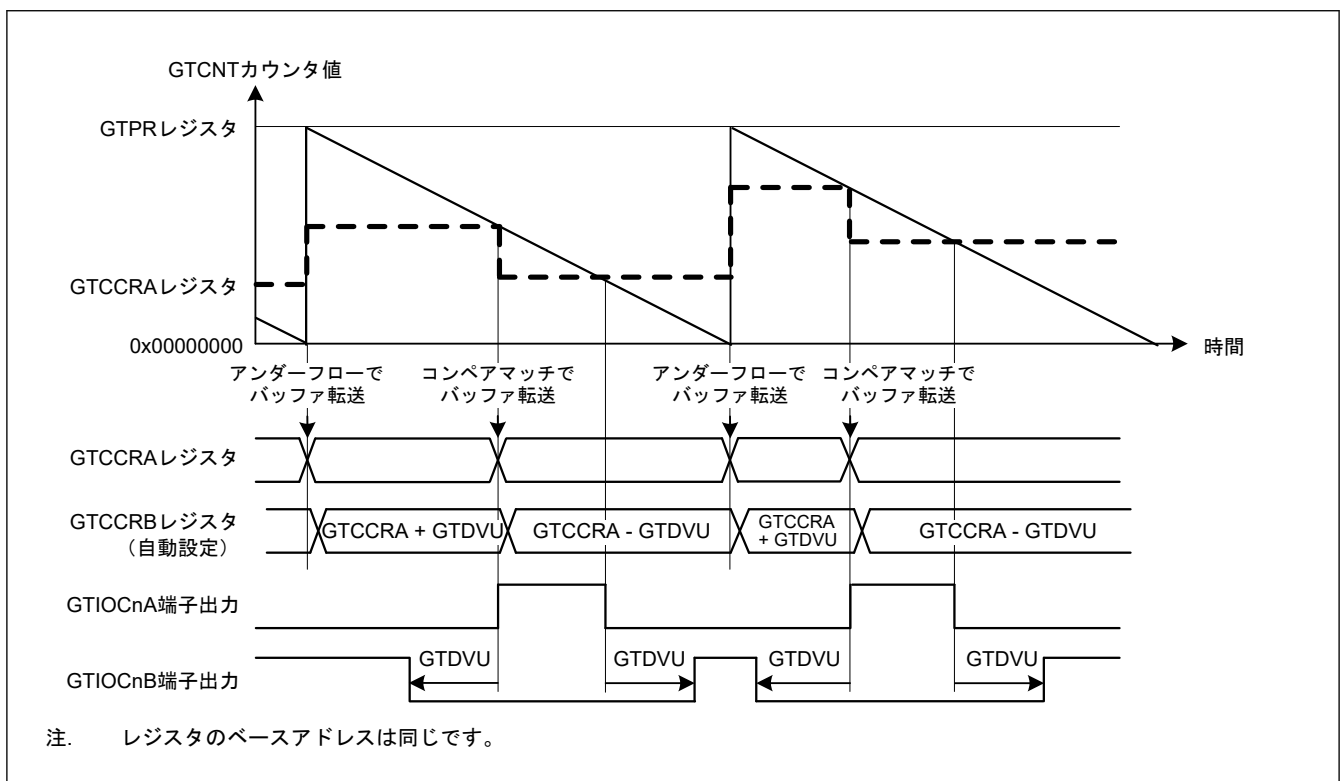 GTCNTカウンタ値
GTPRレジスタ
GTCCRAレジスタ
0x00000000
時間
アンダーフローで
バッファ転送
コンペアマッチで
バッファ転送
アンダーフローで
バッファ転送
コンペアマッチで
バッファ転送
GTCCRAレジスタ
GTCCRBレジスタ
（自動設定）
GTCCRA + GTDVU
GTCCRA - GTDVU
GTCCRA
+ GTDVU
GTCCRA - GTDVU
GTIOCnA端子出力
GTIOCnB端子出力
GTDVU
GTDVU
GTDVU
GTDVU
注. レジスタのベースアドレスは同じです。